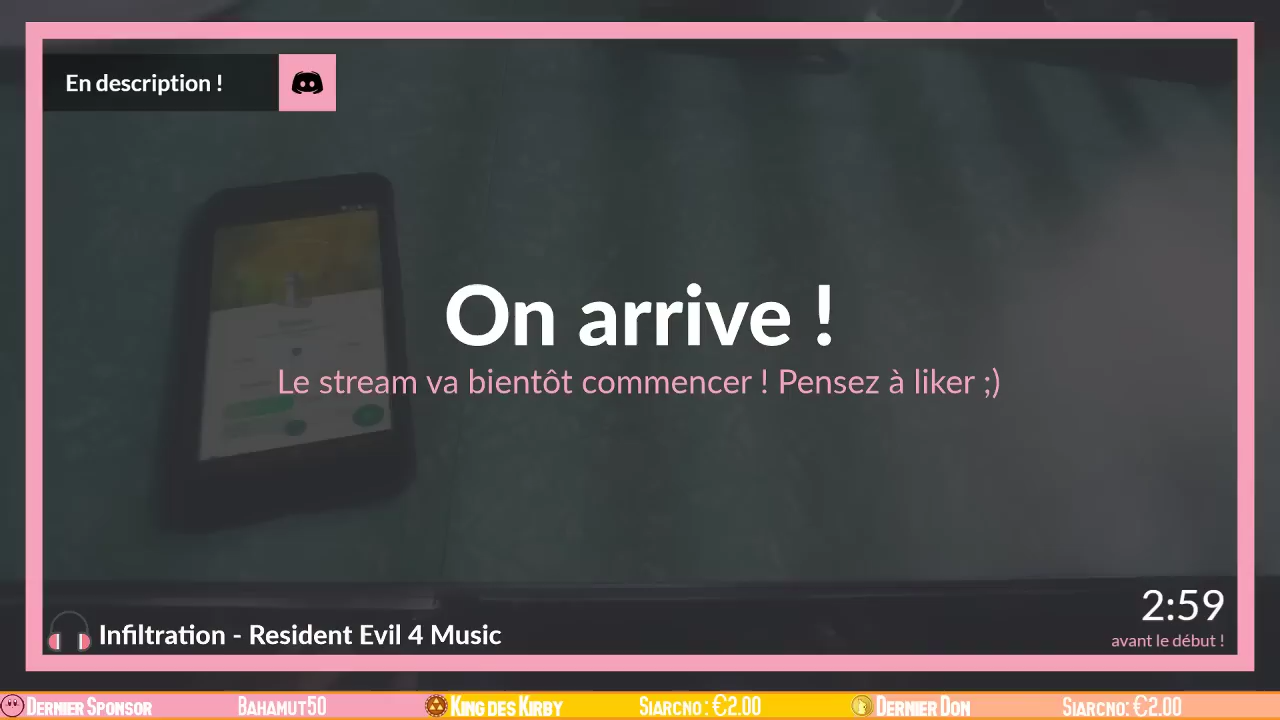 En description !
On arrive !
Le stream va bientôt commencer ! Pensez à liker ;)
2:59
avant le début !
Infiltration - Resident Evil 4 Music
Dernier Sponsor Bahamut50 King des Kirby Siarcno : €2.00 Dernier Don Siarcno: €2.00